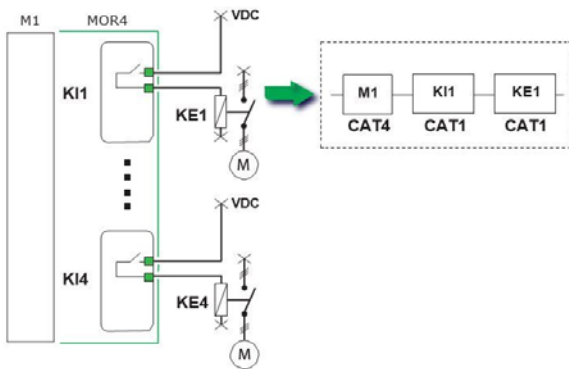 M1 MOR4
VDC
KI1
KE1
M
M1 KI1 KE1
CAT4 CAT1 CAT1
VDC
KI4
KE4
M